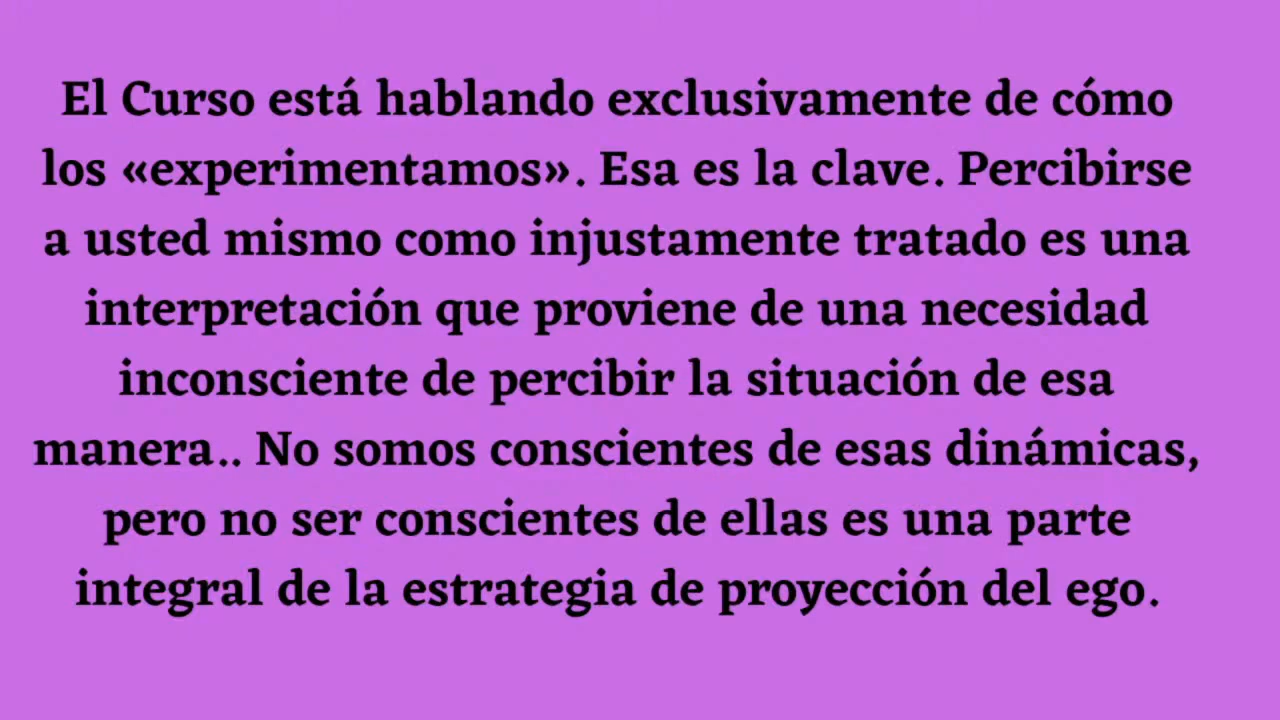 El Curso está hablando exclusivamente de cómo
los «experimentamos». Esa es la clave. Percibirse
a usted mismo como injustamente tratado es una
interpretación que proviene de una necesidad
inconsciente de percibir la situación de esa
manera.. No somos conscientes de esas dinámicas,
pero no ser conscientes de ellas es una parte
integral de la estrategia de proyección del ego.